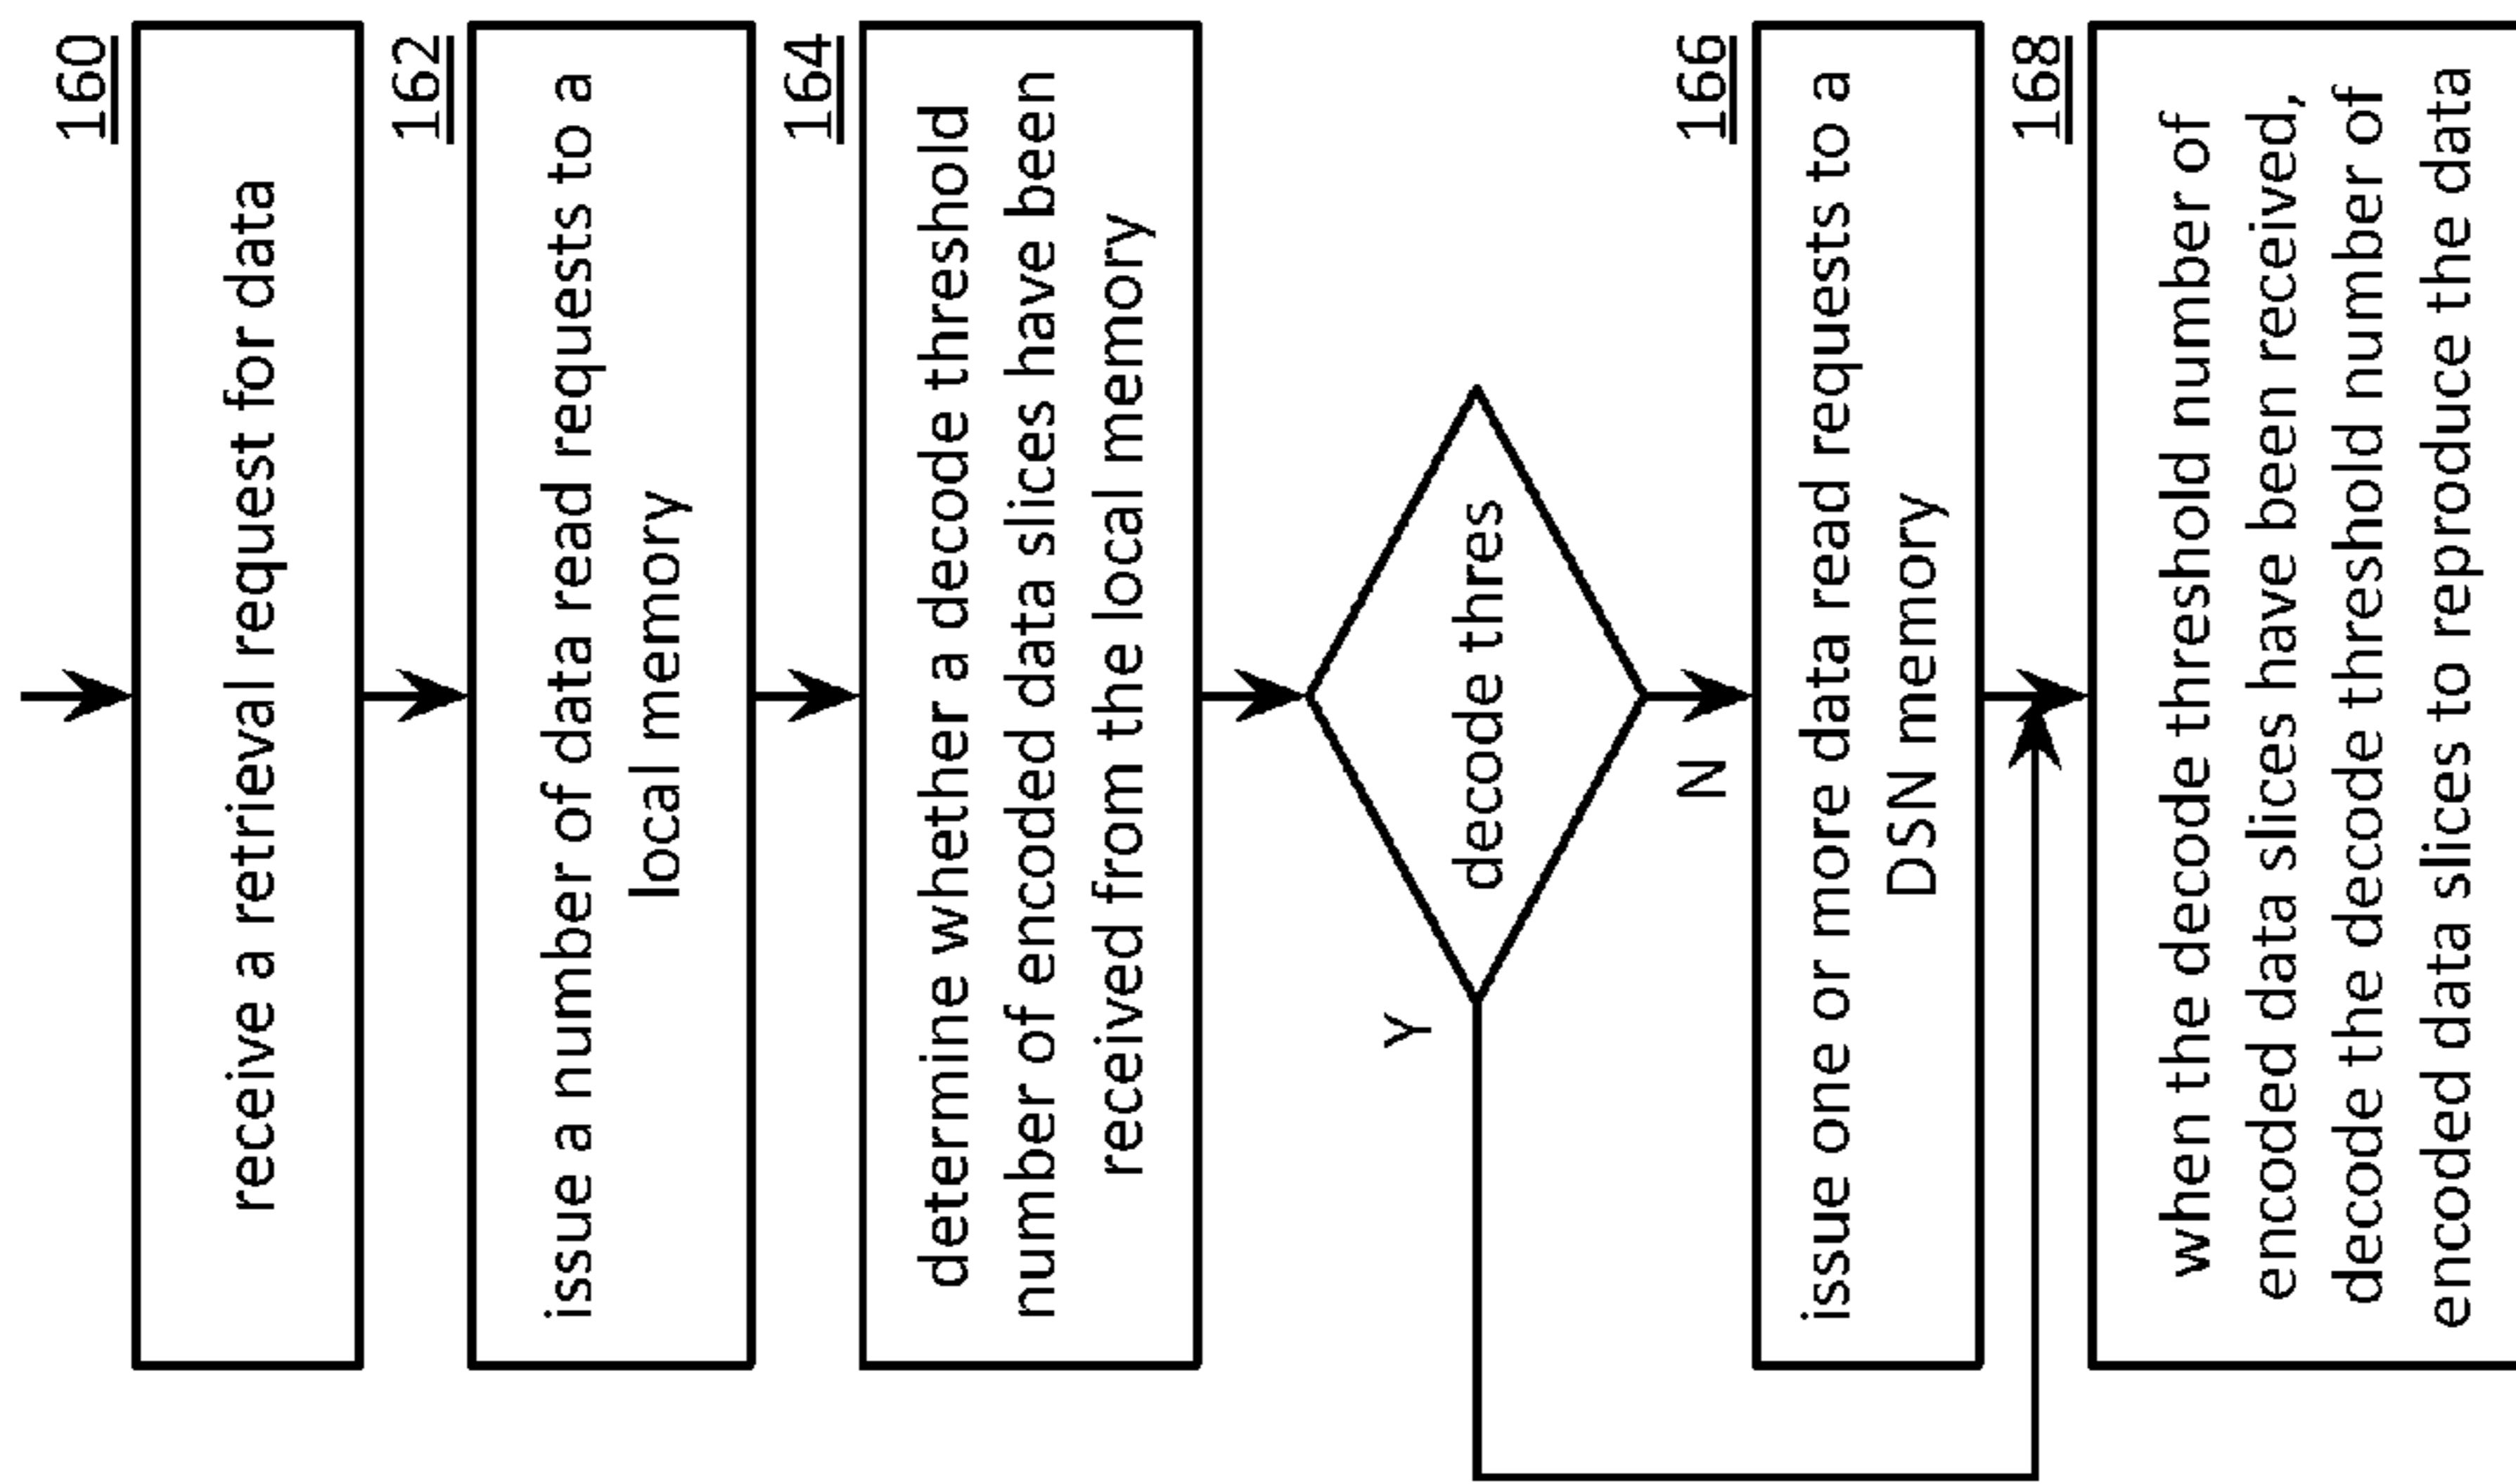 160
receive a retrieval request for data
162
issue a number of data read requests to a
local memory
164
determine whether a decode threshold
number of encoded data slices have been
received from the local memory
decode thres
Y
N
166
issue one or more data read requests to a
DSN memory
168
when the decode threshold number of
encoded data slices have been received,
decode the decode threshold number of
encoded data slices to reproduce the data